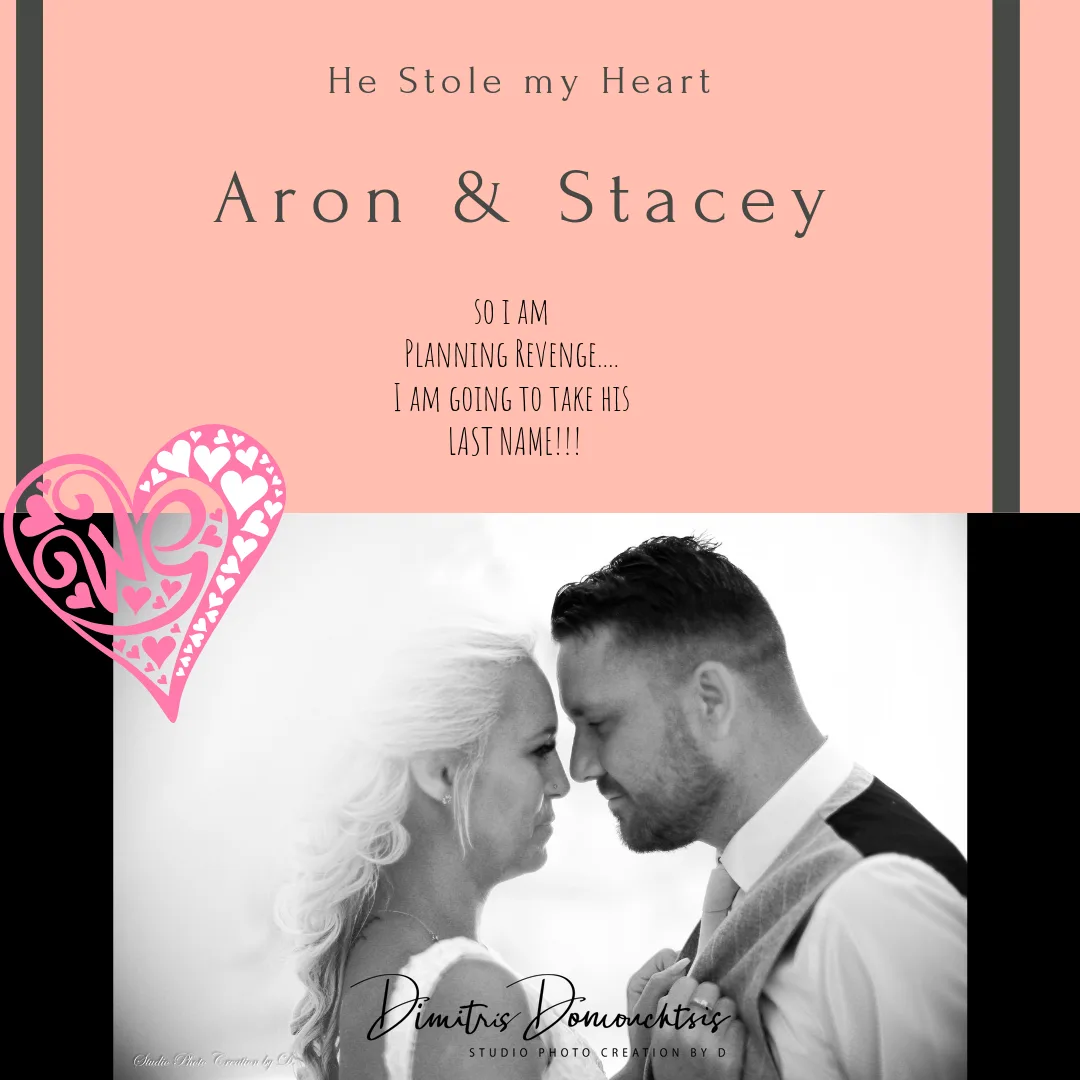 He Stole my Heart
Aron & Stacey
SO I AM
PLANNING REVENGE....
I AM GOING TO TAKE HIS
LAST NAME!!!
We
Dimitris Domouchtsis
STUDIO PHOTO CREATION BY D
Studio Photo Creation by D.